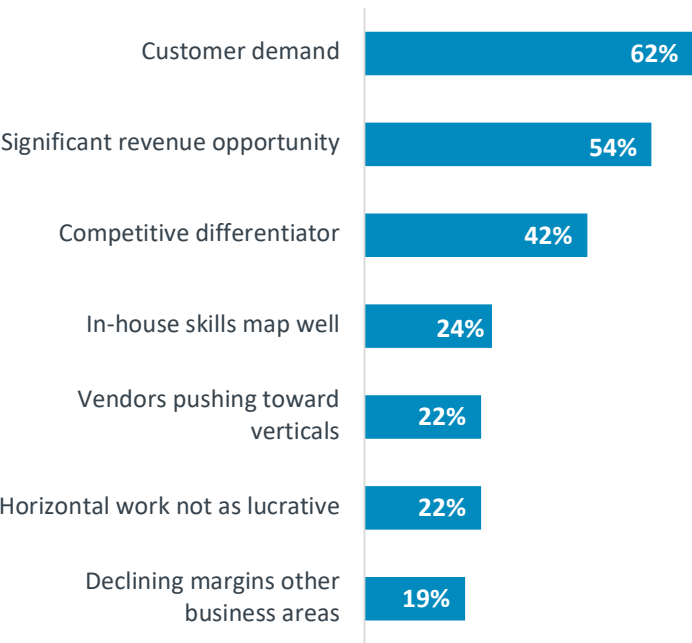 Customer demand 62%
Significant revenue opportunity 54%
Competitive differentiator 42%
In-house skills map well 24%
Vendors pushing toward
verticals 22%
Horizontal work not as lucrative 22%
Declining margins other
business areas 19%